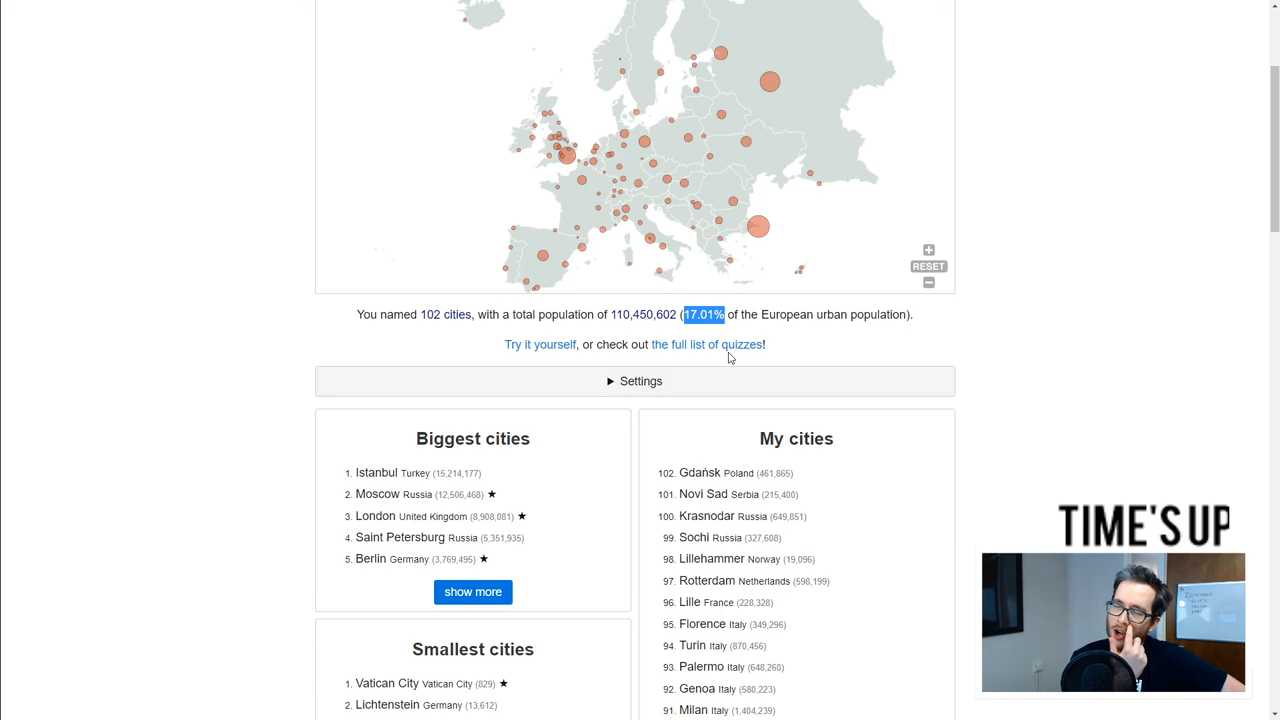 RESET
You named 102 cities, with a total population of 110,450,602 (17.01% of the European urban population).
Try it yourself, or check out the full list of quizzes!
▶ Settings
Biggest cities
1. Istanbul Turkey (15,214,177)
2. Moscow Russia (12,506,468) ★
3. London United Kingdom (8,908,081) ★
4. Saint Petersburg Russia (5,351,935)
5. Berlin Germany (3,769,495) ★
show more
Smallest cities
1. Vatican City Vatican City (829) ★
2. Lichtenstein Germany (13,612)
My cities
102. Gdańsk Poland (461,865)
101. Novi Sad Serbia (215,400)
100. Krasnodar Russia (649,851)
99. Sochi Russia (327,608)
98. Lillehammer Norway (19,096)
97. Rotterdam Netherlands (598,199)
96. Lille France (228,328)
95. Florence Italy (349,296)
94. Turin Italy (870,456)
93. Palermo Italy (648,260)
92. Genoa Italy (580,223)
91. Milan Italy (1,404,239)
TIME'S UP